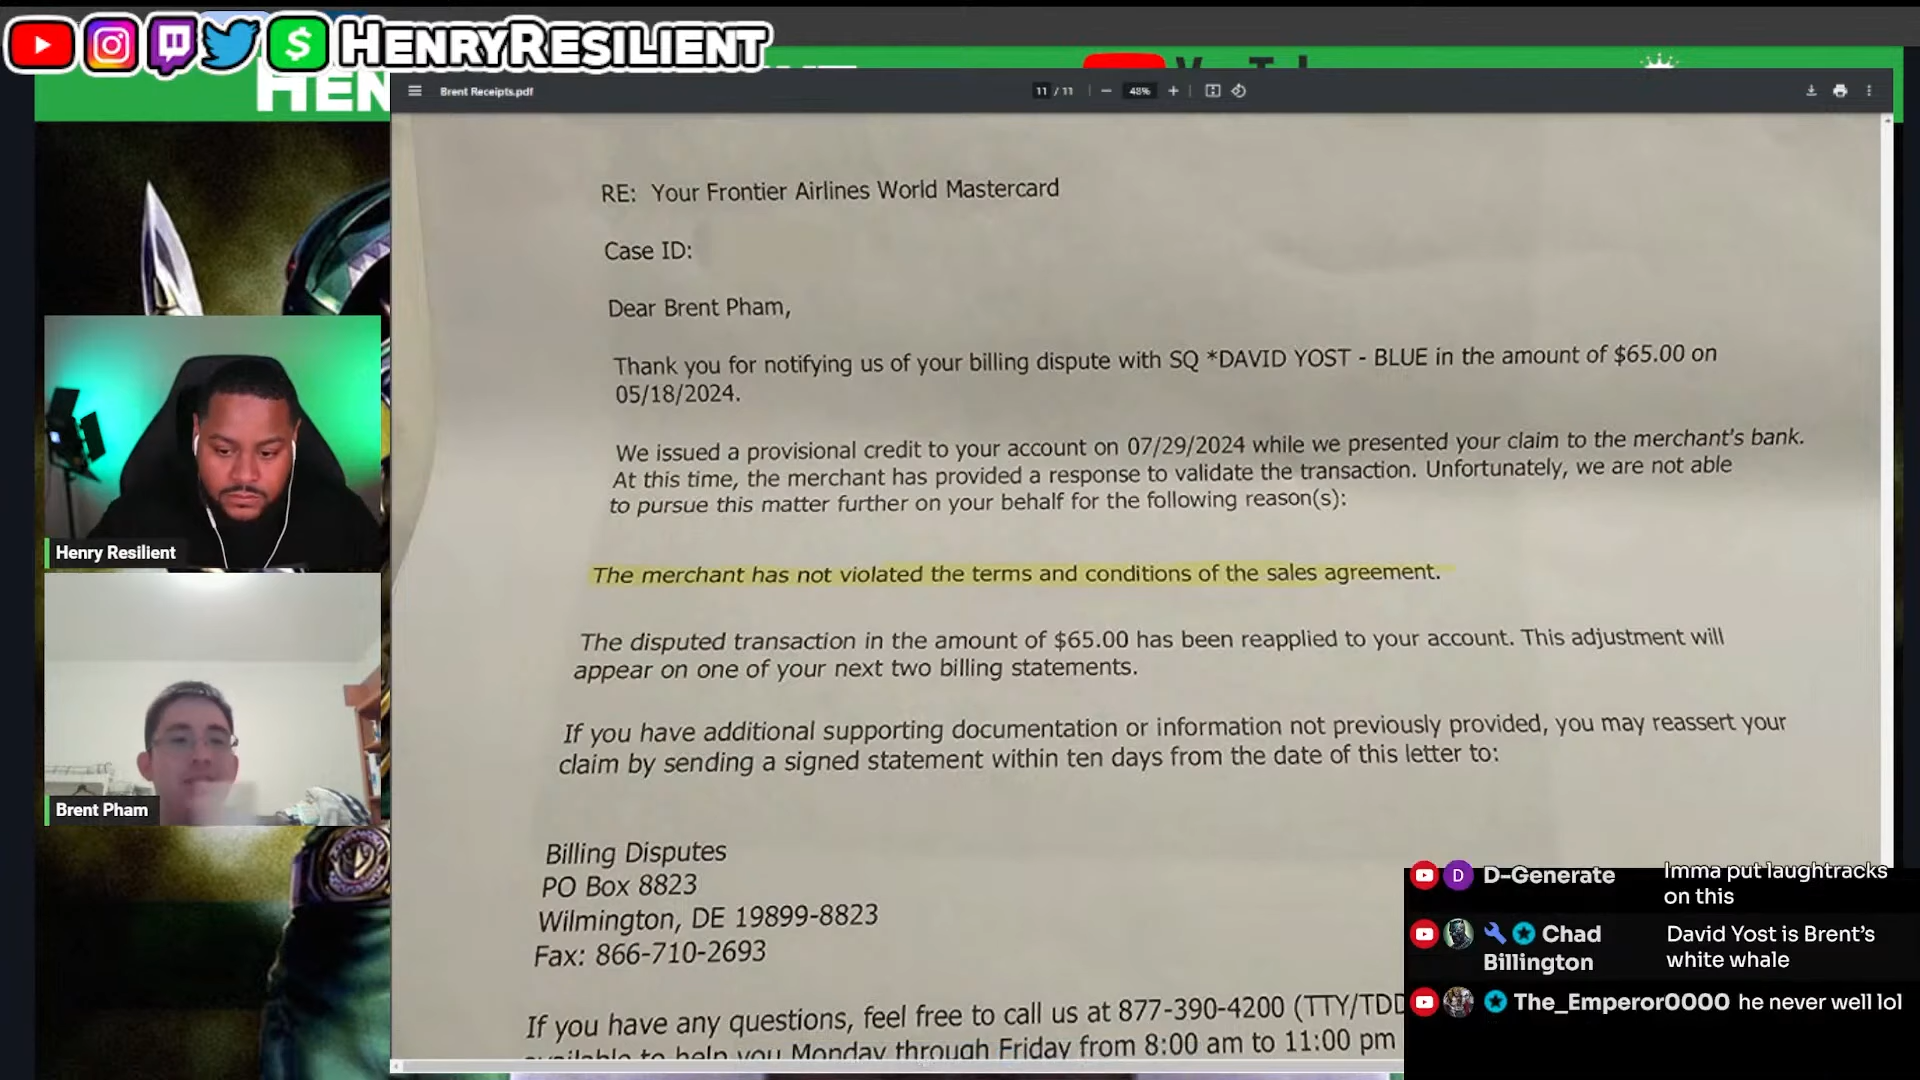 HENRYRESILIENT
HEN
Brent Receipts.pdf
11 / 11
48%
RE: Your Frontier Airlines World Mastercard
Case ID:
Dear Brent Pham,
Thank you for notifying us of your billing dispute with SQ *DAVID YOST - BLUE in the amount of $65.00 on
05/18/2024.
We issued a provisional credit to your account on 07/29/2024 while we presented your claim to the merchant's bank.
At this time, the merchant has provided a response to validate the transaction. Unfortunately, we are not able
to pursue this matter further on your behalf for the following reason(s):
The merchant has not violated the terms and conditions of the sales agreement.
The disputed transaction in the amount of $65.00 has been reapplied to your account. This adjustment will
appear on one of your next two billing statements.
If you have additional supporting documentation or information not previously provided, you may reassert your
claim by sending a signed statement within ten days from the date of this letter to:
Billing Disputes
PO Box 8823
Wilmington, DE 19899-8823
Fax: 866-710-2693
If you have any questions, feel free to call us at 877-390-4200 (TTY/TDD
available to help you Monday through Friday from 8:00 am to 11:00 pm
Henry Resilient
Brent Pham
D
D-Generate Imma put laughtracks
on this
Chad David Yost is Brent's
Billington white whale
The_Emperor0000 he never well lol